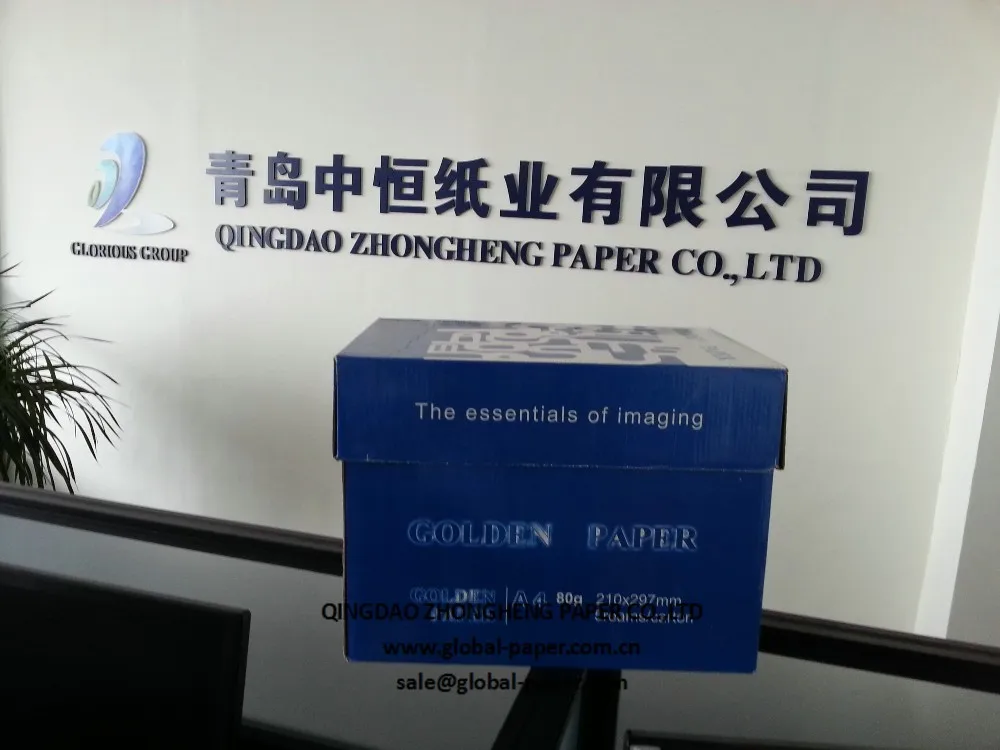 青岛中恒纸业有限公司
QINGDAO ZHONGHENG PAPER CO.,LTD
GLORIOUS GROUP
The essentials of imaging
GOLDEN PAPER
GOLDEN
A4 80g 210x297mm
QINGDAO ZHONGHENG PAPER CO.,LTD
www.global-paper.com.cn